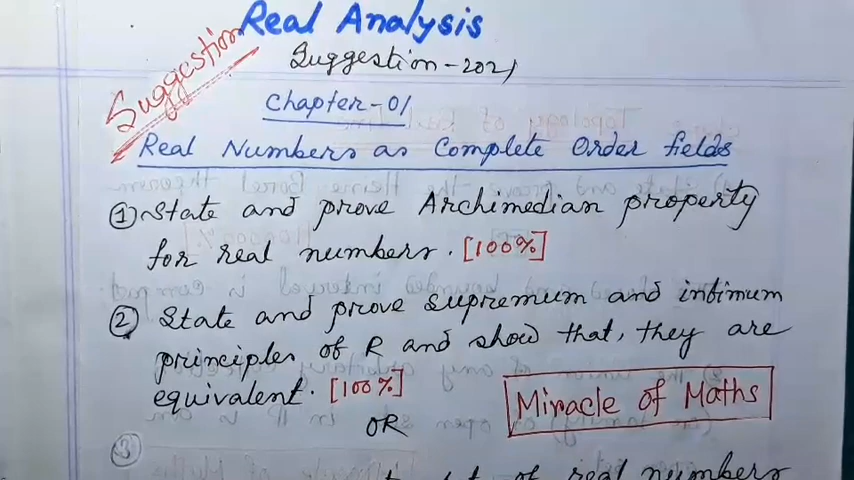 Real Analysis
Suggestion
Suggestion-2021
Chapter-01
Real Numbers as Complete Order fields
① State and prove Archimedian property
for real numbers. [100%]
② State and prove supremum and infimum
principles of R and show that, they are
equivalent. [100%]
Miracle of Maths
OR
③
of real numbers